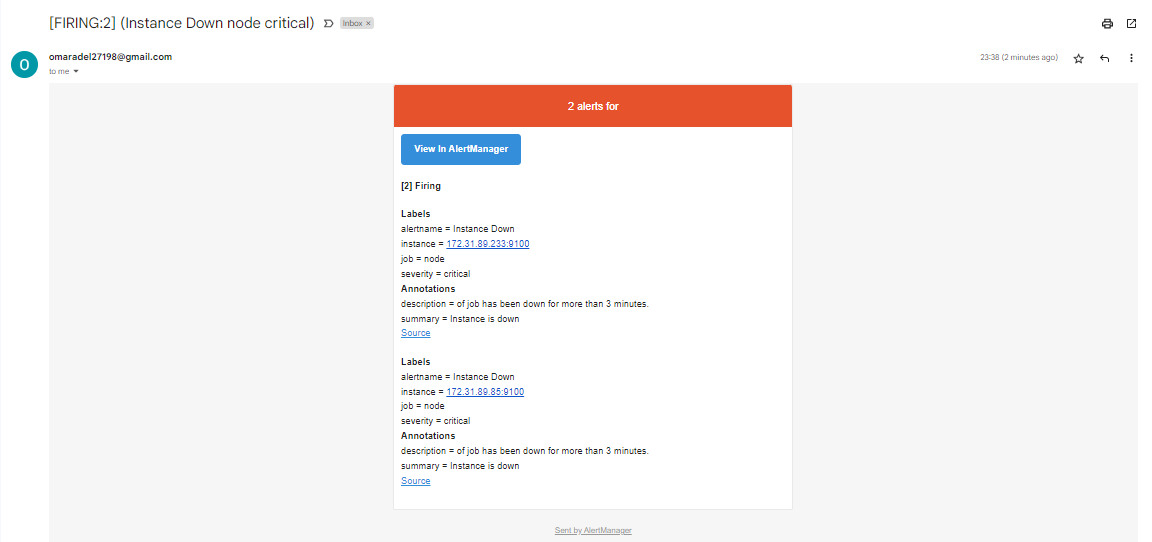 [FIRING:2] (Instance Down node critical)
Inbox ×
O
omaradel27198@gmail.com
23:38 (2 minutes ago)
to me
2 alerts for
View In AlertManager
[2] Firing
Labels
alertname = Instance Down
instance = 172.31.89.233:9100
job = node
severity = critical
Annotations
description = of job has been down for more than 3 minutes.
summary = Instance is down
Source
Labels
alertname = Instance Down
instance = 172.31.89.85:9100
job = node
severity = critical
Annotations
description = of job has been down for more than 3 minutes.
summary = Instance is down
Source
Sent by AlertManager